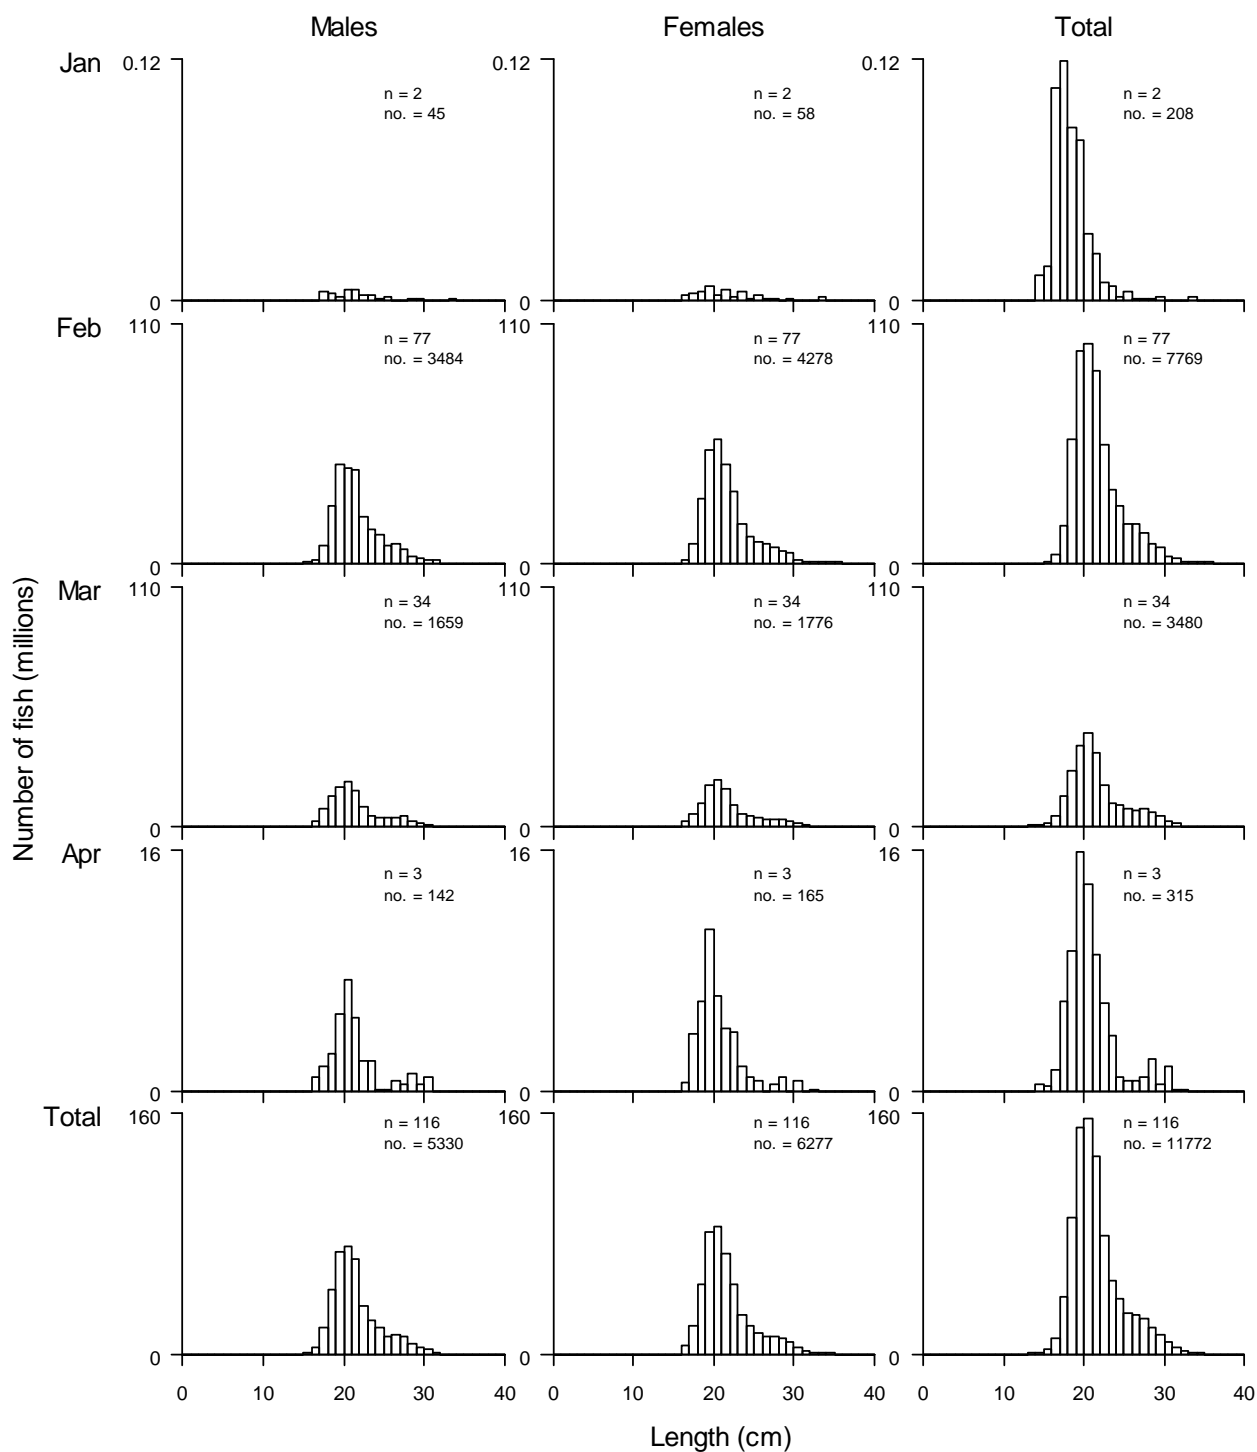 Males Females Total
Jan 0.12 0.12 0.12
n = 2 n = 2 n = 2
no. = 45 no. = 58 no. = 208
0 0 0
Feb 110 110 110
n = 77 n = 77 n = 77
no. = 3484 no. = 4278 no. = 7769
0 0 0
Mar 110 110 110
n = 34 n = 34 n = 34
no. = 1659 no. = 1776 no. = 3480
0 0 0
Apr 16 16 16
n = 3 n = 3 n = 3
no. = 142 no. = 165 no. = 315
0 0 0
Total 160 160 160
n = 116 n = 116 n = 116
no. = 5330 no. = 6277 no. = 11772
0 0 0
0 10 20 30 40 0 10 20 30 40 0 10 20 30 40
Length (cm)
Number of fish (millions)